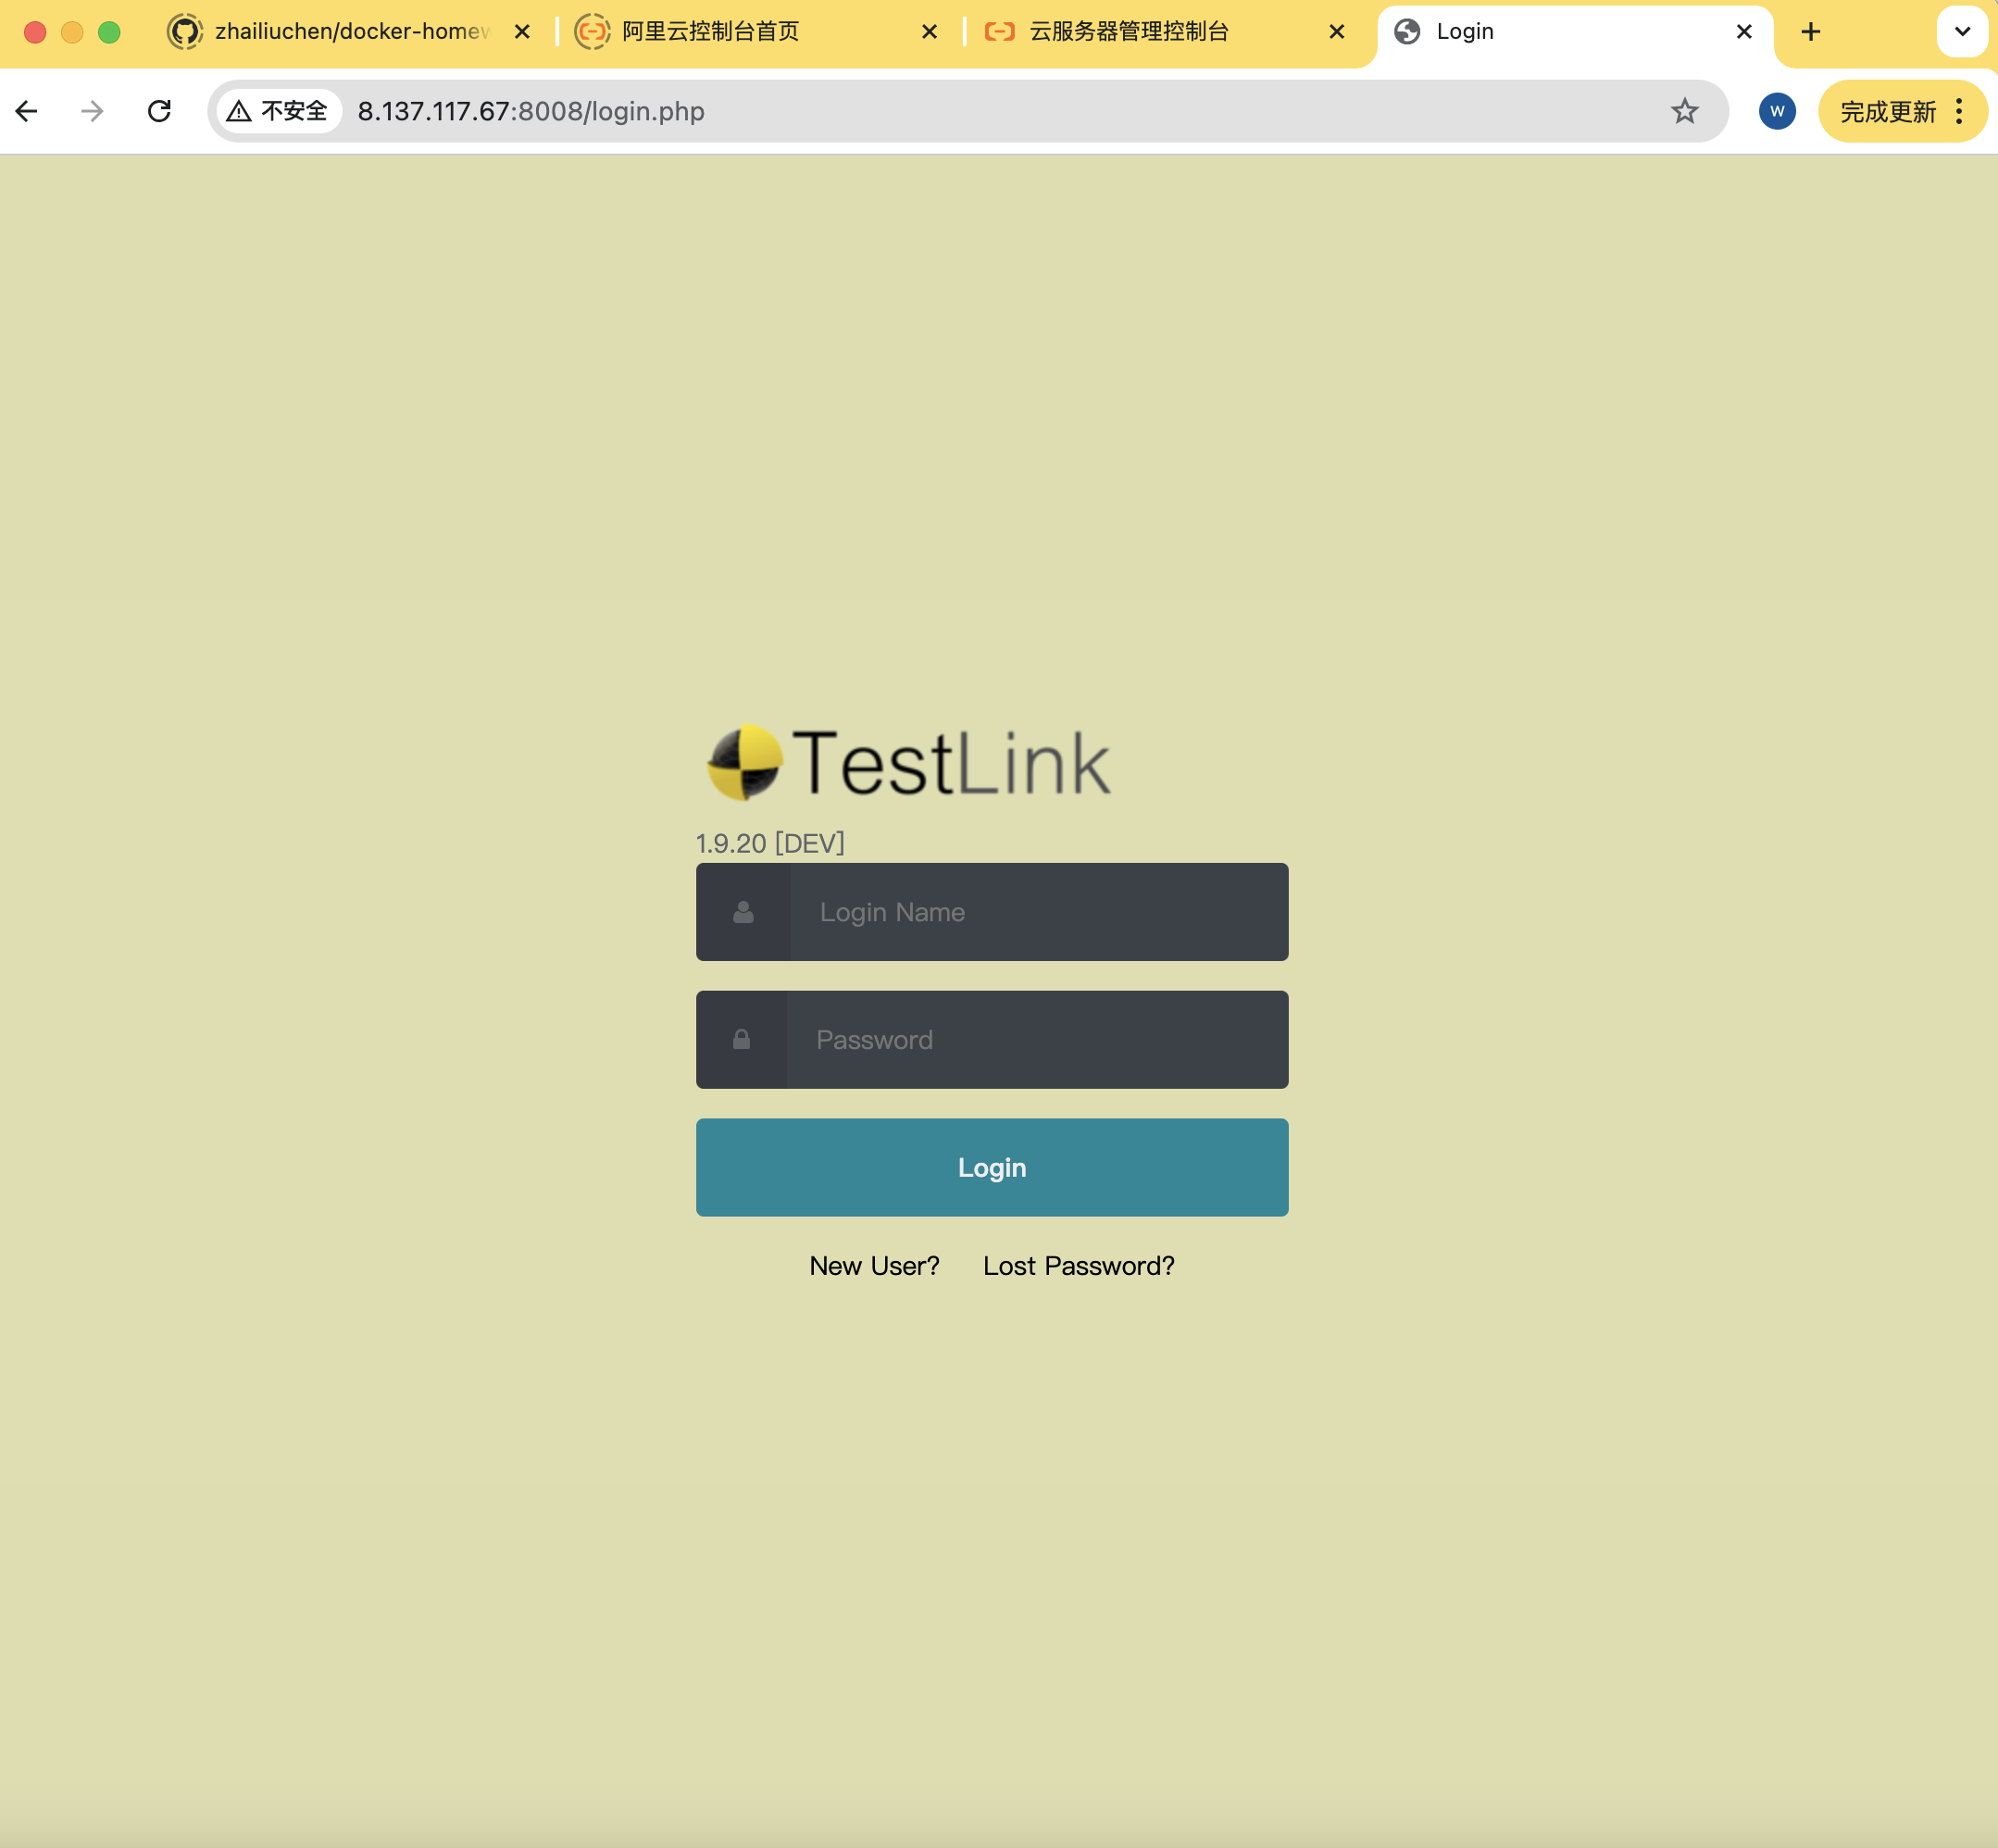 zhailiuchen/docker-homew
阿里云控制台首页
云服务器管理控制台
Login
不安全
8.137.117.67:8008/login.php
W
完成更新
TestLink
1.9.20 [DEV]
Login Name
Password
Login
New User? Lost Password?